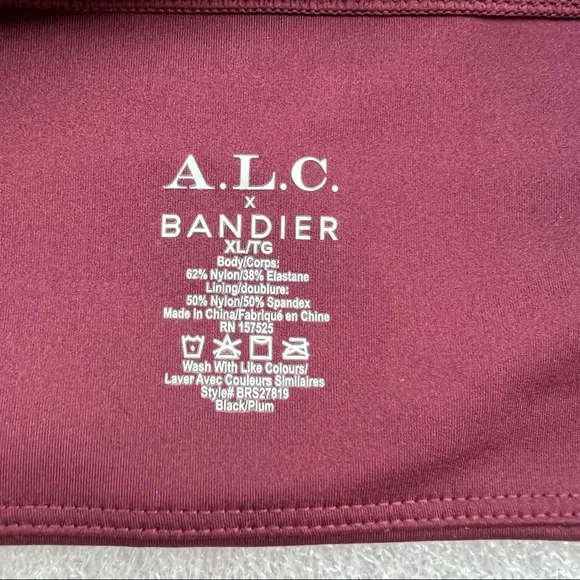 A.L.C.
X
BANDIER
XL/TG
Body/Corps:
62% Nylon/38% Elastane
Lining/doublure:
50% Nylon/50% Spandex
Made In China/Fabriqué en Chine
RN 157525
Wash With Like Colours/
Laver Avec Couleurs Similaires
Style# BRS27819
Black/Plum